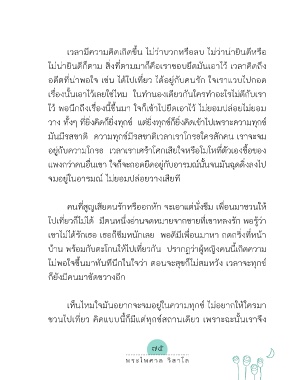 เวลามีความคิดเกิดขึ้น ไม่ว่าบวกหรือลบ ไม่ว่าน่ายินดีหรือ
ไม่น่ายินดีก็ตาม สิ่งที่ตามมาก็คือเราชอบยึดมันเอาไว้ เวลาคิดถึง
อดีตที่น่าพอใจ เช่น ได้ไปเที่ยว ได้อยู่กับคนรัก ใจเราแวบไปกอด
เรื่องนั้นเอาไว้เลยใช่ไหม ในทำนองเดียวกันใครทำอะไรไม่ดีกับเรา
ไว้ พอนึกถึงเรื่องนี้ขึ้นมา ใจก็เข้าไปยึดเอาไว้ ไม่ยอมปล่อยไม่ยอม
วาง ทั้งๆ ที่ยิ่งคิดก็ยิ่งทุกข์ แต่ยิ่งทุกข์ก็ยิ่งคิดเข้าไปเพราะความทุกข์
มันมีรสชาติ ความทุกข์มีรสชาติเวลาเราโกรธใครสักคน เราจะจม
อยู่กับความโกรธ เวลาเราเศร้าโศกเสียใจหรือโมโหที่ตัวเองซื้อของ
แพงกว่าคนอื่นเขา ใจก็จะถอยยึดอยู่กับอารมณ์นั้นจนมันฉุดดิ่งลงไป
จมอยู่ในอารมณ์ ไม่ยอมปล่อยวางเสียที
คนที่สูญเสียคนรักหรืออกหัก จะเอาแต่นั่งซึม เพื่อนมาชวนให้
ไปเที่ยวก็ไม่ได้ มีคนหนึ่งอ่านจดหมายจากชายที่เขาหลงรัก พอรู้ว่า
เขาไม่ได้รักเธอ เธอก็ซึมหนักเลย พอดีมีเพื่อนมาหา กดกริ่งที่หน้า
บ้าน พร้อมกับตะโกนให้ไปเที่ยวกัน ปรากฏว่าผู้หญิงคนนี้เกิดความ
ไม่พอใจขึ้นมาทันทีนึกในใจว่า ตอนจะสุขก็ไม่สมหวัง เวลาจะทุกข์
ก็ยังมีคนมาขัดขวางอีก
เห็นไหมใจมันอยากจะจมอยู่ในความทุกข์ ไม่อยากให้ใครมา
ชวนไปเที่ยว คิดแบบนี้ก็มีแต่ทุกข์สถานเดียว เพราะฉะนั้นเราจึง
๗๕
พระไพศาล วิสาโล